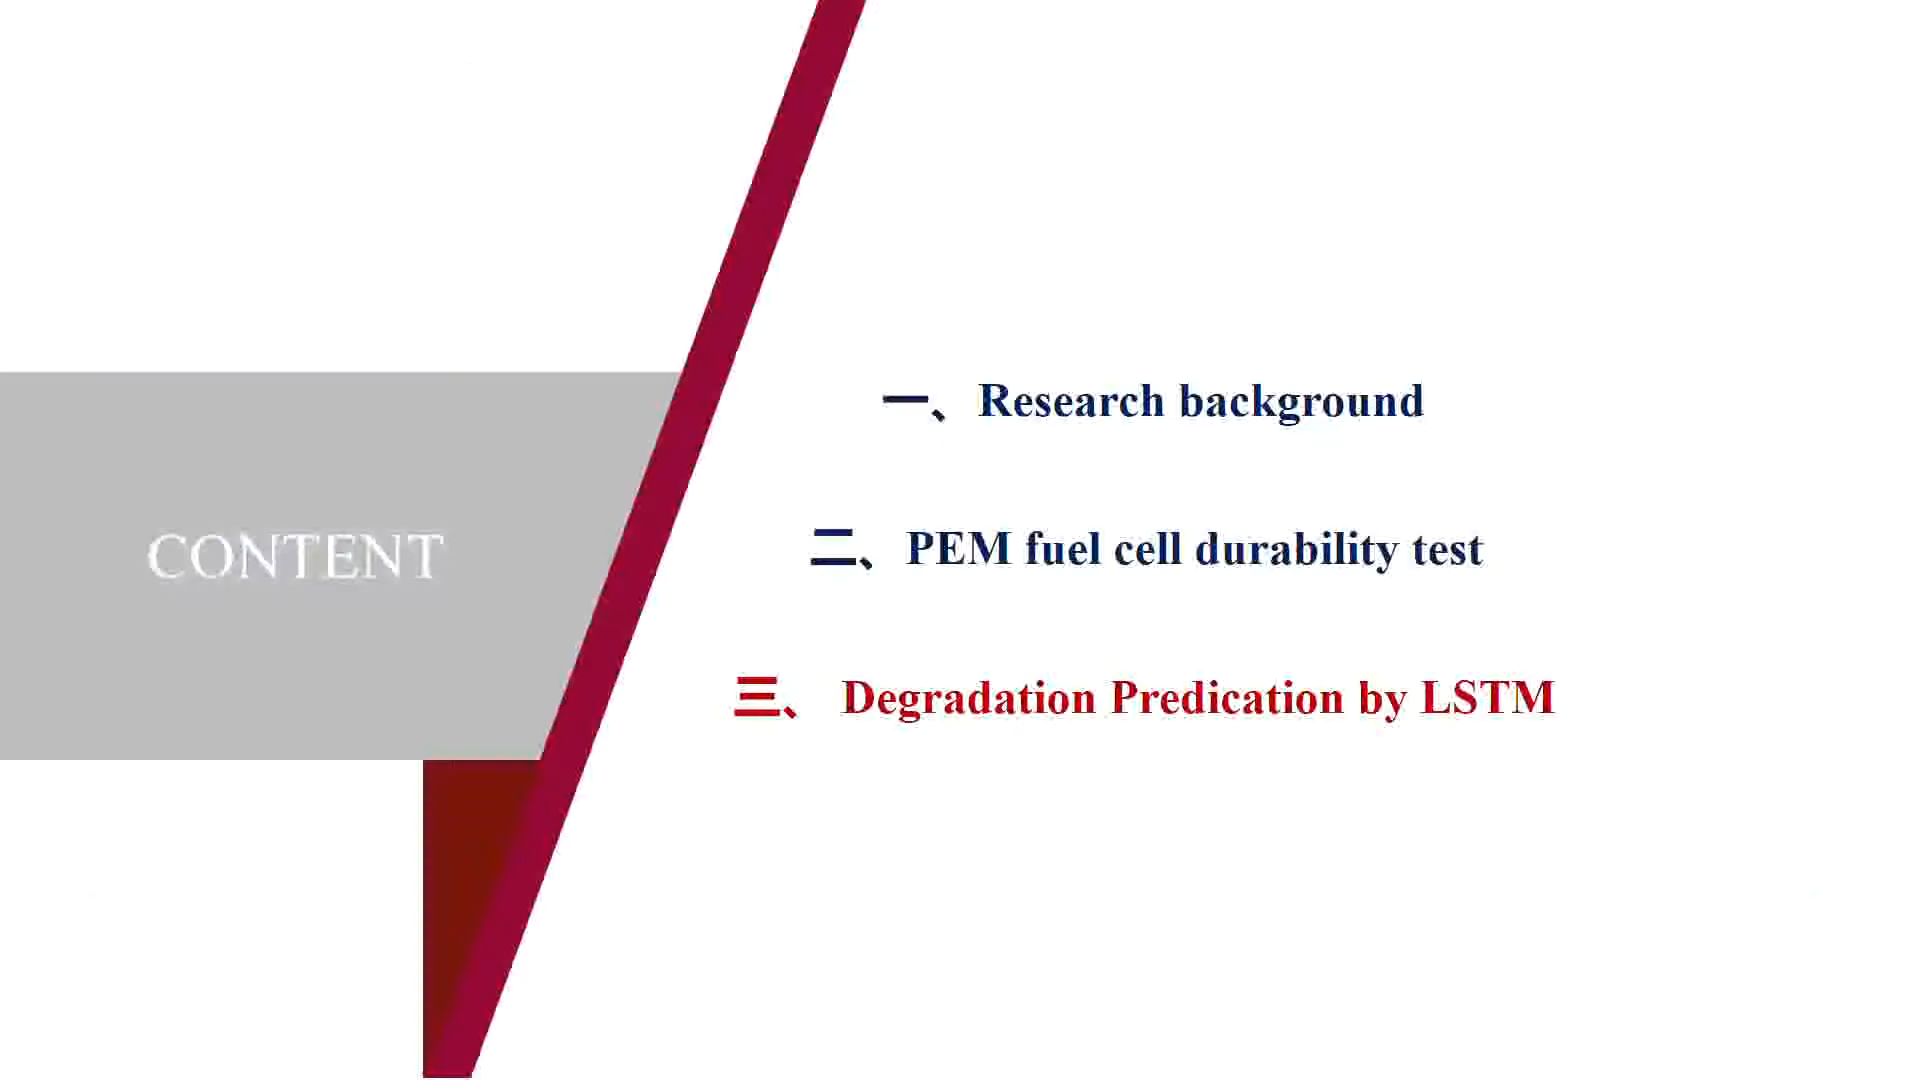 CONTENT
一、Research background
二、PEM fuel cell durability test
三、 Degradation Predication by LSTM